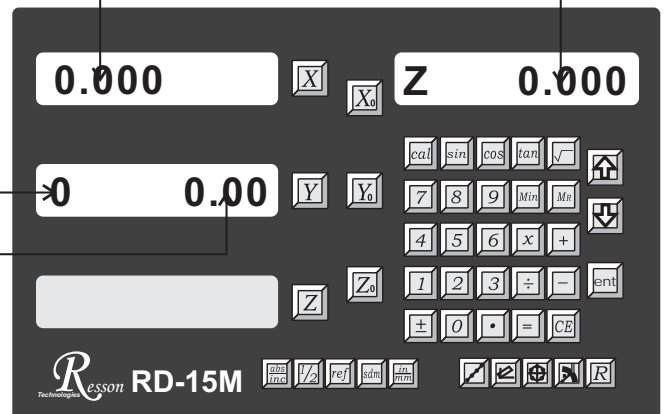 0.000 X X0 Z 0.000
cal sin cos tan √
0 0.00 Y Y0 7 8 9 Min MR
4 5 6 x +
Z Z0 1 2 3 ÷ − ent
± 0 • = CE
Resson Technologies RD-15M abs/inc 1/2 ref sdm in/mm R